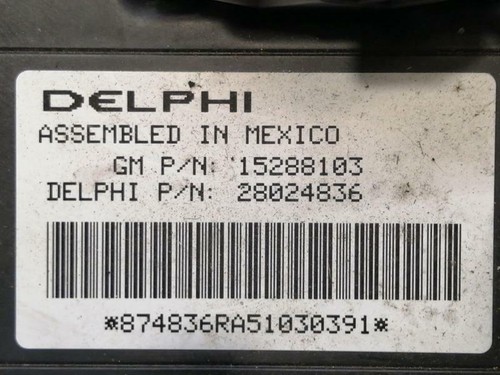 DELPHI
ASSEMBLED IN MEXICO
GM P/N: 15288103
DELPHI P/N: 28024836
*874836RA51030391*